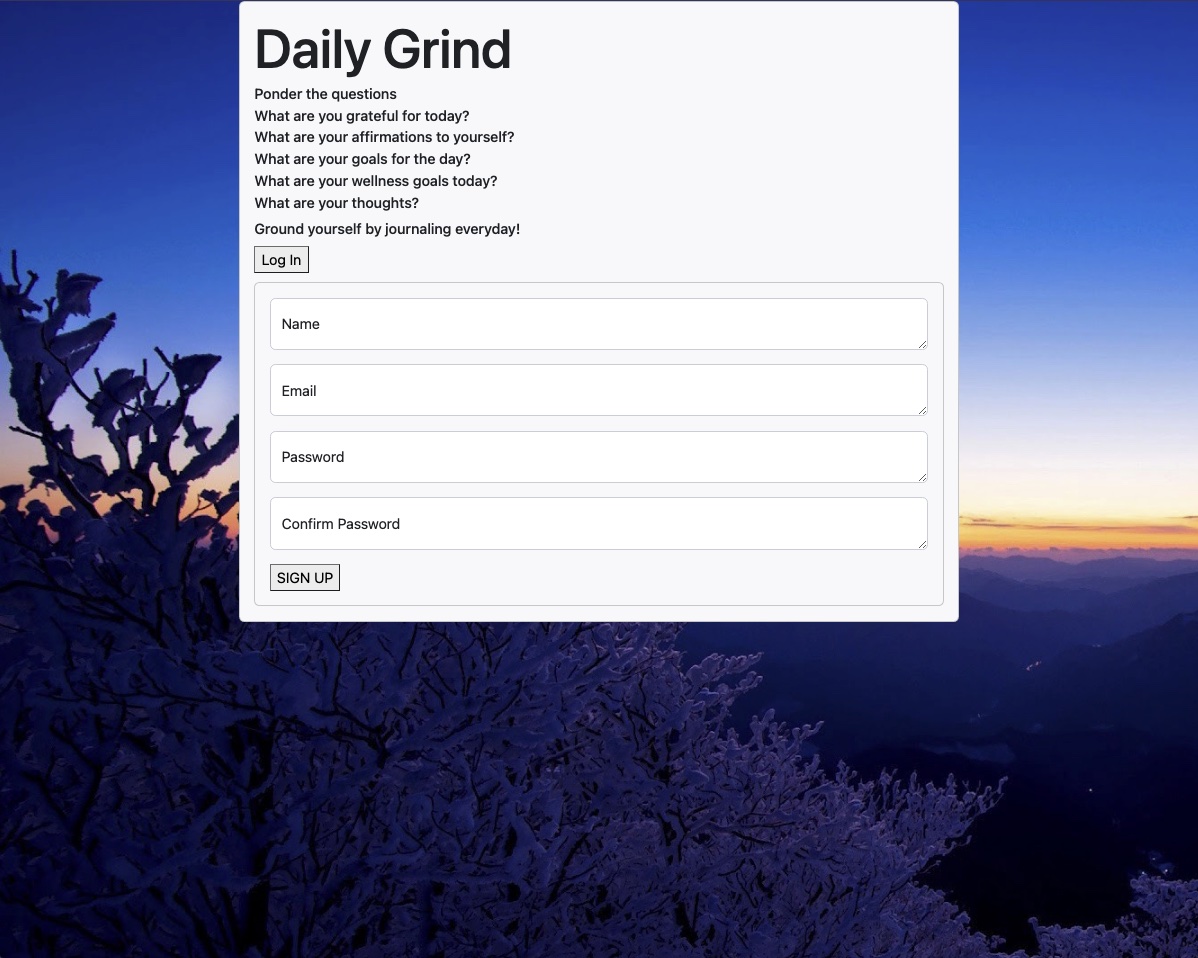 Daily Grind
Ponder the questions
What are you grateful for today?
What are your affirmations to yourself?
What are your goals for the day?
What are your wellness goals today?
What are your thoughts?
Ground yourself by journaling everyday!
Log In
Name
Email
Password
Confirm Password
SIGN UP